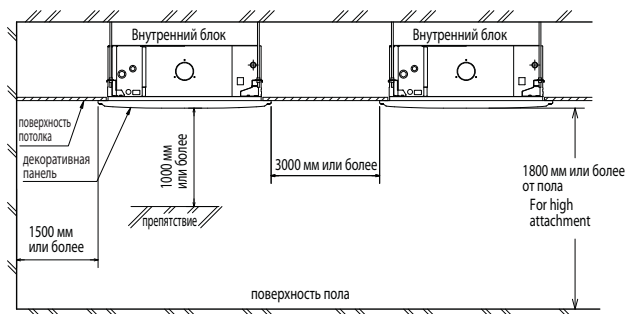 Внутренний блок
Внутренний блок
поверхность
потолка
декоративная
панель
1000 мм
или более
3000 мм или более
1800 мм или более
от пола
For high
attachment
препятствие
1500 мм
или более
поверхность пола